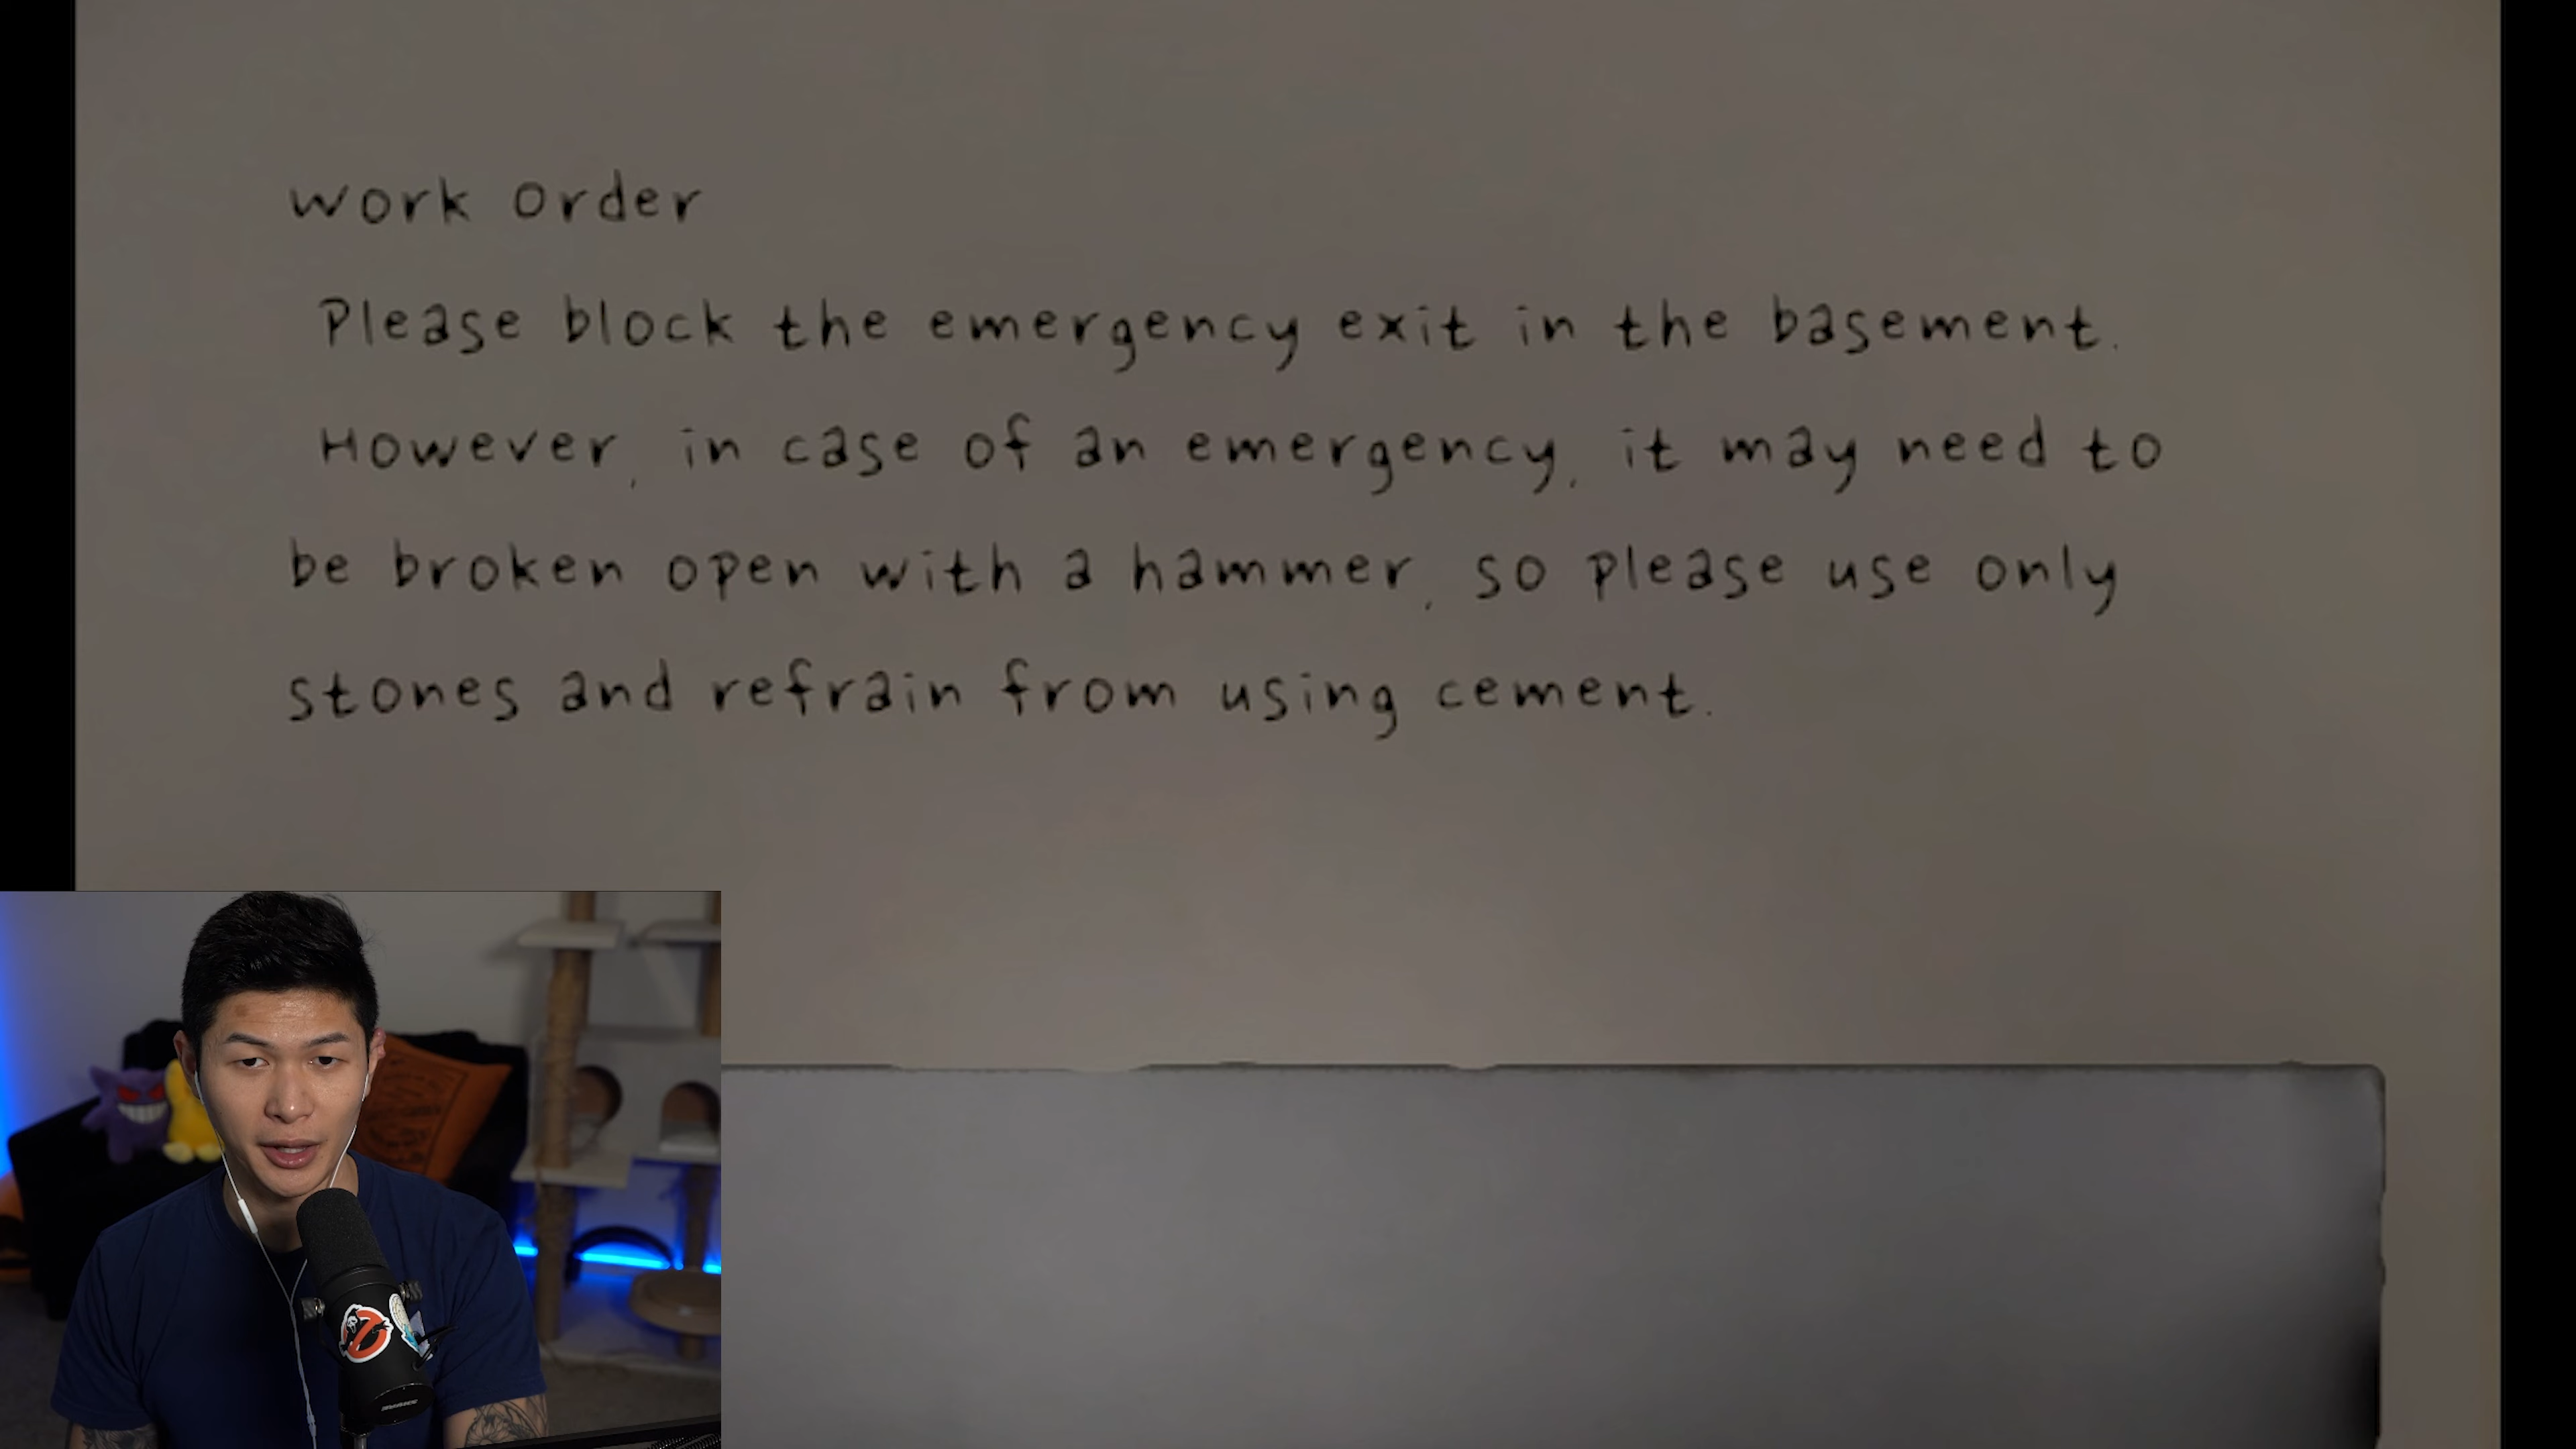 Work Order
Please block the emergency exit in the basement.
However, in case of an emergency, it may need to
be broken open with a hammer, so please use only
stones and refrain from using cement.